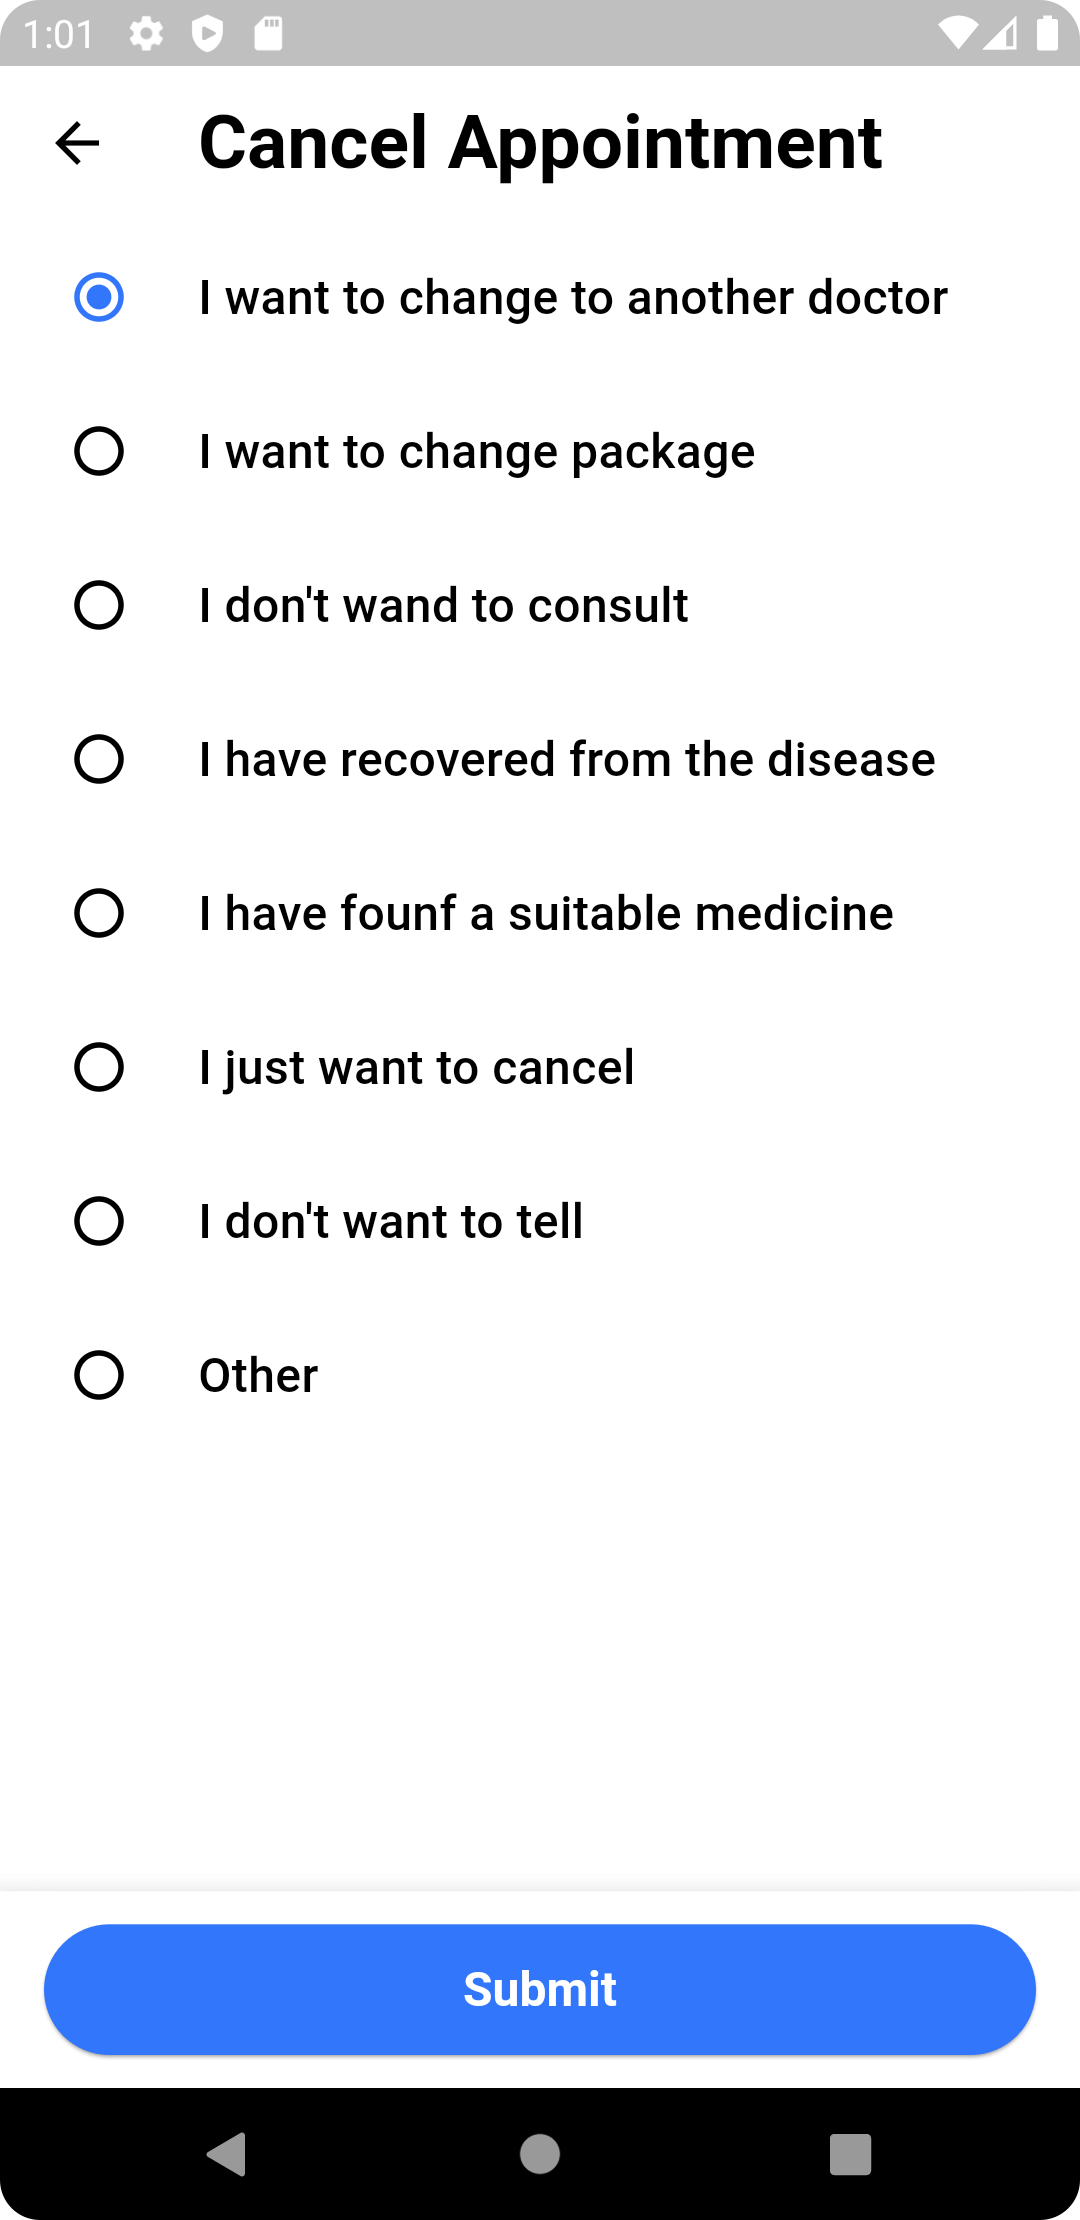 1:01
Cancel Appointment
I want to change to another doctor
I want to change package
I don't wand to consult
I have recovered from the disease
I have founf a suitable medicine
I just want to cancel
I don't want to tell
Other
Submit